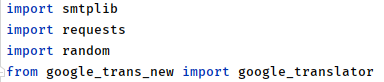 import smtplib
import requests
import random
from google_trans_new import google_translator